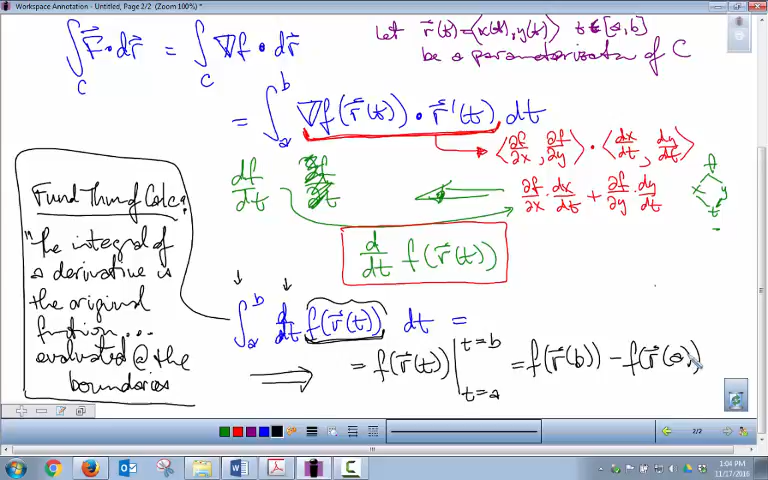 Workspace Annotation - Untitled, Page 2/2 (Zoom 100%) *
∫_C F⃗ · dr⃗ = ∫_C ∇f · dr⃗
Let r⃗(t) = ⟨x(t), y(t)⟩ t ∈ [a, b]
be a parameterization of C
= ∫_a^b ∇f(r⃗(t)) · r⃗'(t) dt
⟨∂f/∂x, ∂f/∂y⟩ · ⟨dx/dt, dy/dt⟩
df/dt
∂f/∂x · dx/dt + ∂f/∂y · dy/dt
f
x y
t
d/dt f(r⃗(t))
Fund Thm of Calc:
"The integral of
a derivative is
the original
function...
evaluated @ the
boundaries
∫_a^b d/dt f(r⃗(t)) dt =
= f(r⃗(t)) |_{t=a}^{t=b} = f(r⃗(b)) - f(r⃗(a))
2/2
1:04 PM
11/17/2016